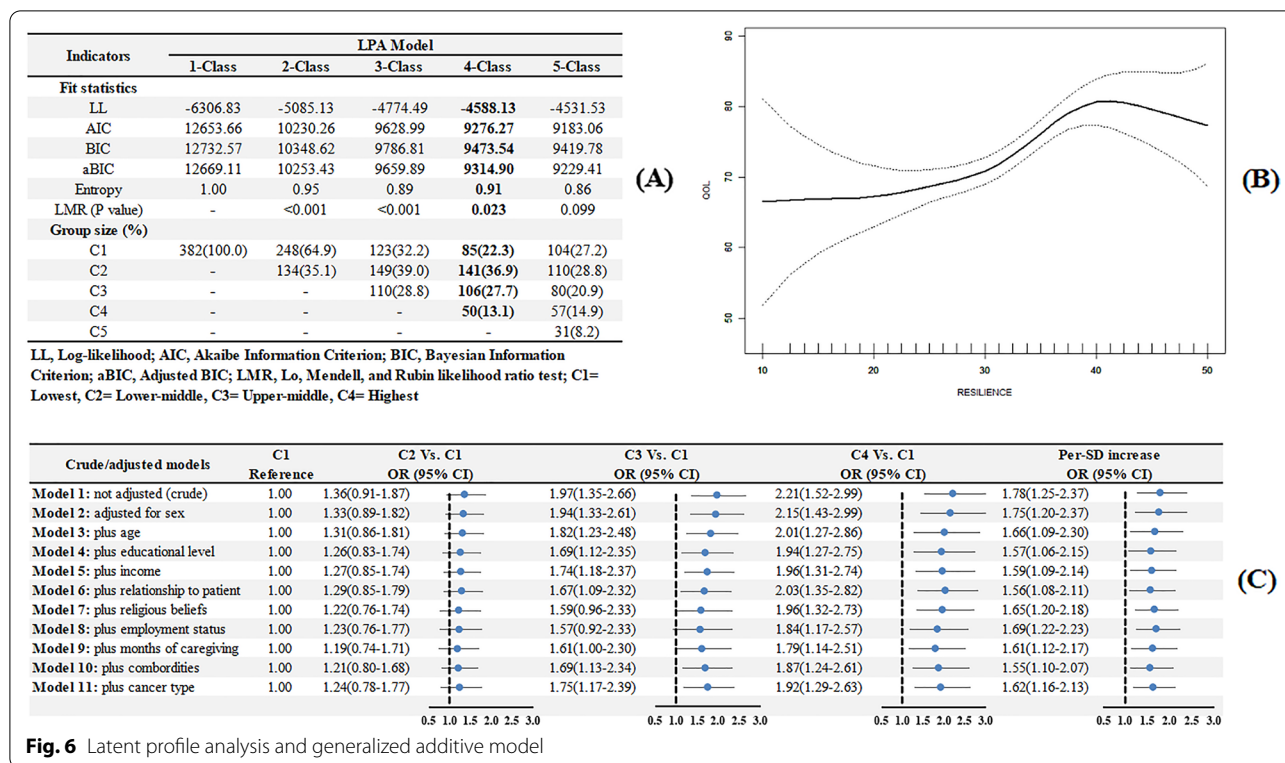 Indicators LPA Model
1-Class 2-Class 3-Class 4-Class 5-Class
Fit statistics
LL -6306.83 -5085.13 -4774.49 -4588.13 -4531.53
AIC 12653.66 10230.26 9628.99 9276.27 9183.06
BIC 12732.57 10348.62 9786.81 9473.54 9419.78
aBIC 12669.11 10253.43 9659.89 9314.90 9229.41
Entropy 1.00 0.95 0.89 0.91 0.86
LMR (P value) - <0.001 <0.001 0.023 0.099
Group size (%)
C1 382(100.0) 248(64.9) 123(32.2) 85(22.3) 104(27.2)
C2 - 134(35.1) 149(39.0) 141(36.9) 110(28.8)
C3 - - 110(28.8) 106(27.7) 80(20.9)
C4 - - - 50(13.1) 57(14.9)
C5 - - - - 31(8.2)
LL, Log-likelihood; AIC, Akaibe Information Criterion; BIC, Bayesian Information
Criterion; aBIC, Adjusted BIC; LMR, Lo, Mendell, and Rubin likelihood ratio test; C1=
Lowest, C2= Lower-middle, C3= Upper-middle, C4= Highest
(A)
90
80
70
60
50
QOL
10 20 30 40 50
RESILIENCE
(B)
Crude/adjusted models C1 C2 Vs. C1 C3 Vs. C1 C4 Vs. C1 Per-SD increase
Reference OR (95% CI) OR (95% CI) OR (95% CI) OR (95% CI)
Model 1: not adjusted (crude) 1.00 1.36(0.91-1.87) 1.97(1.35-2.66) 2.21(1.52-2.99) 1.78(1.25-2.37)
Model 2: adjusted for sex 1.00 1.33(0.89-1.82) 1.94(1.33-2.61) 2.15(1.43-2.99) 1.75(1.20-2.37)
Model 3: plus age 1.00 1.31(0.86-1.81) 1.82(1.23-2.48) 2.01(1.27-2.86) 1.66(1.09-2.30)
Model 4: plus educational level 1.00 1.26(0.83-1.74) 1.69(1.12-2.35) 1.94(1.27-2.75) 1.57(1.06-2.15)
Model 5: plus income 1.00 1.27(0.85-1.74) 1.74(1.18-2.37) 1.96(1.31-2.74) 1.59(1.09-2.14)
Model 6: plus relationship to patient 1.00 1.29(0.85-1.79) 1.67(1.09-2.32) 2.03(1.35-2.82) 1.56(1.08-2.11)
Model 7: plus religious beliefs 1.00 1.22(0.76-1.74) 1.59(0.96-2.33) 1.96(1.32-2.73) 1.65(1.20-2.18)
Model 8: plus employment status 1.00 1.23(0.76-1.77) 1.57(0.92-2.33) 1.84(1.17-2.57) 1.69(1.22-2.23)
Model 9: plus months of caregiving 1.00 1.19(0.74-1.71) 1.61(1.00-2.30) 1.79(1.14-2.51) 1.61(1.12-2.17)
Model 10: plus combordities 1.00 1.21(0.80-1.68) 1.69(1.13-2.34) 1.87(1.24-2.61) 1.55(1.10-2.07)
Model 11: plus cancer type 1.00 1.24(0.78-1.77) 1.75(1.17-2.39) 1.92(1.29-2.63) 1.62(1.16-2.13)
0.5 1.0 1.5 2.0 2.5 3.0 0.5 1.0 1.5 2.0 2.5 3.0 0.5 1.0 1.5 2.0 2.5 3.0 0.5 1.0 1.5 2.0 2.5 3.0
(C)
Fig. 6 Latent profile analysis and generalized additive model